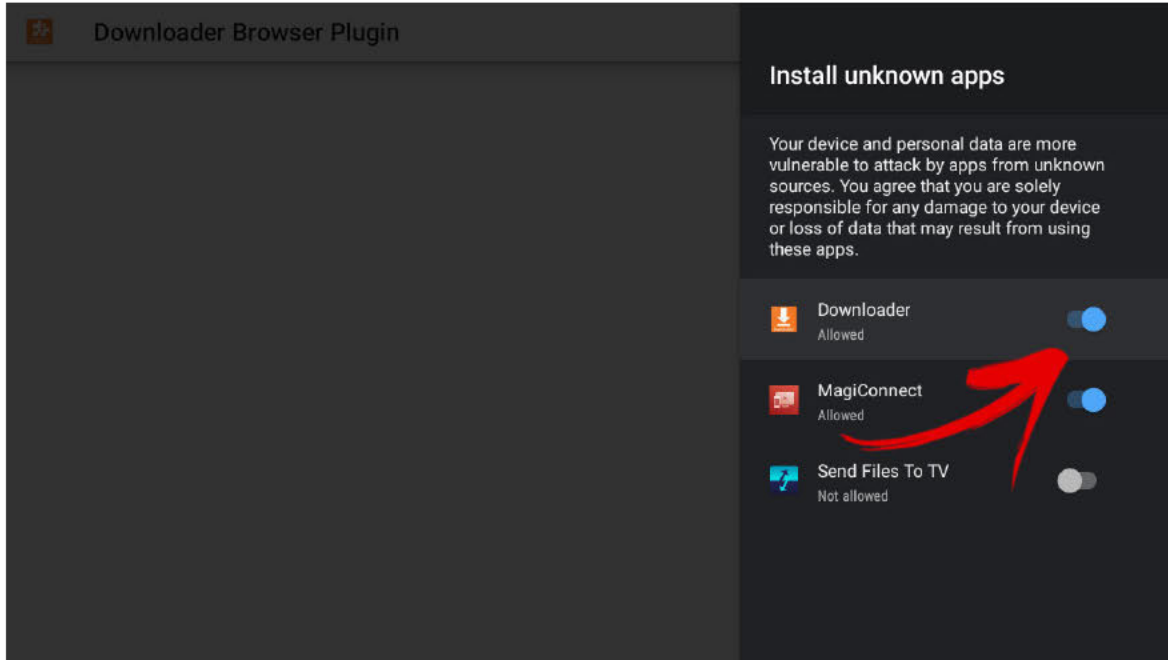 Downloader Browser Plugin
Install unknown apps
Your device and personal data are more
vulnerable to attack by apps from unknown
sources. You agree that you are solely
responsible for any damage to your device
or loss of data that may result from using
these apps.
Downloader
Allowed
MagiConnect
Allowed
Send Files To TV
Not allowed